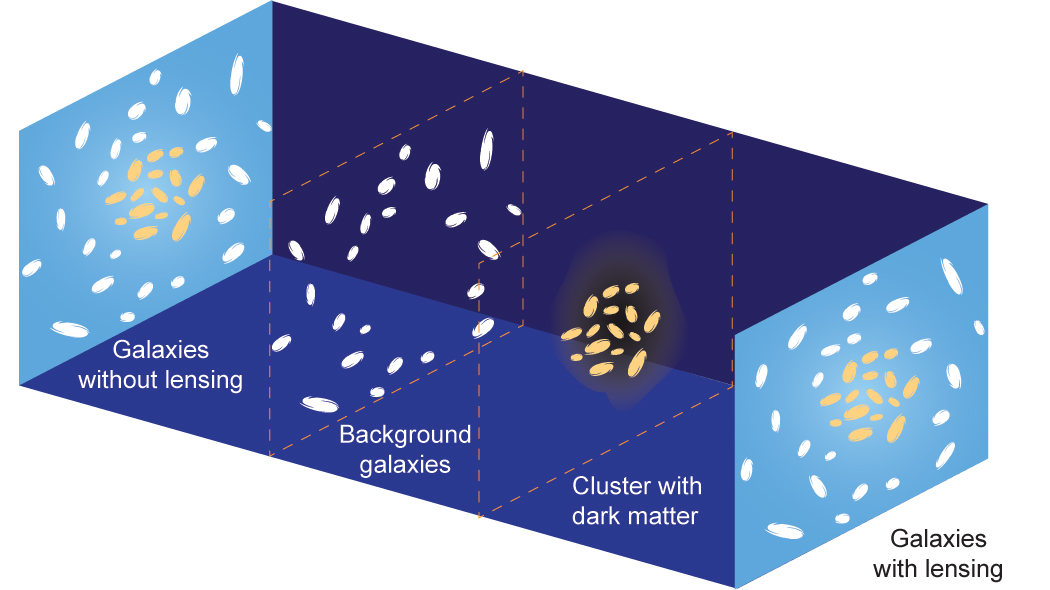 Galaxies
without lensing
Background
galaxies
Cluster with
dark matter
Galaxies
with lensing